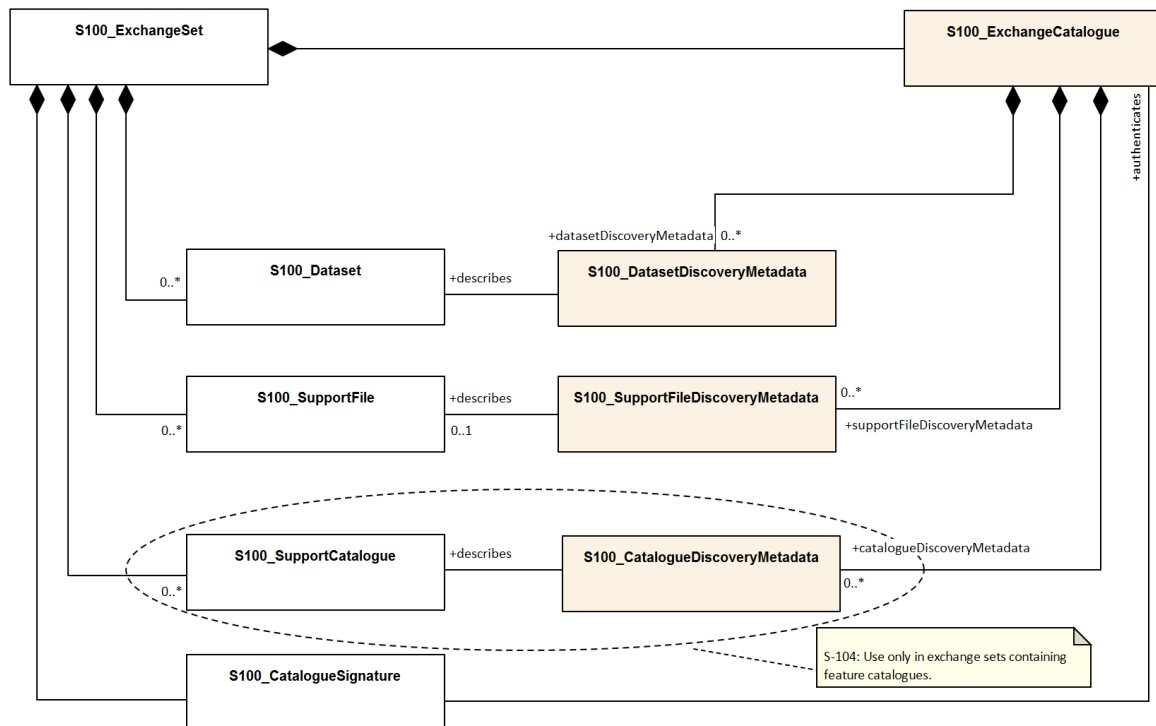 S100_ExchangeSet
S100_ExchangeCatalogue
+authenticates
+datasetDiscoveryMetadata
0..*
S100_Dataset
+describes
S100_DatasetDiscoveryMetadata
0..*
S100_SupportFile
+describes
S100_SupportFileDiscoveryMetadata
0..*
0..*
0..1
+supportFileDiscoveryMetadata
S100_SupportCatalogue
+describes
S100_CatalogueDiscoveryMetadata
+catalogueDiscoveryMetadata
0..*
0..*
S-104: Use only in exchange sets containing
feature catalogues.
S100_CatalogueSignature